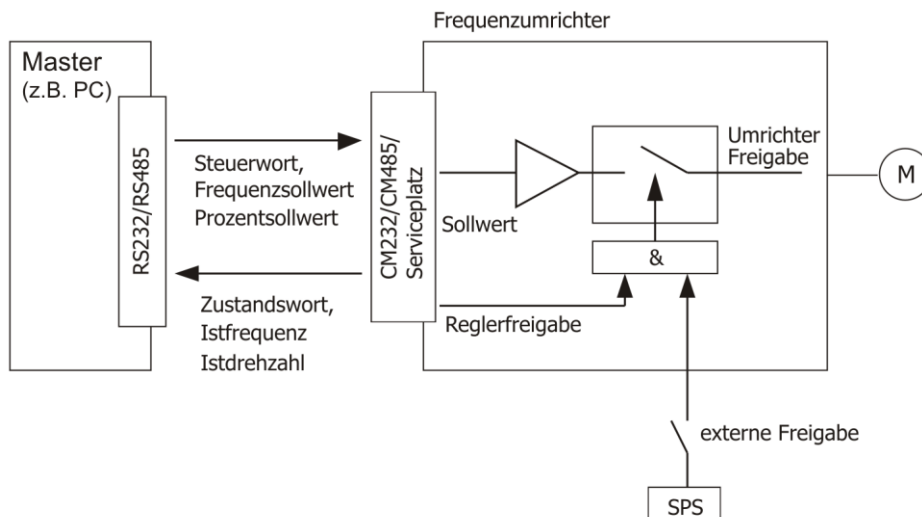 Frequenzumrichter
Master
(z.B. PC)
RS232/RS485
Steuerwort,
Frequenzsollwert
Prozentsollwert
Zustandswort,
Istfrequenz
Istdrehzahl
CM232/CM485/
Serviceplatz
Sollwert
Reglerfreigabe
&
Umrichter
Freigabe
M
externe Freigabe
SPS